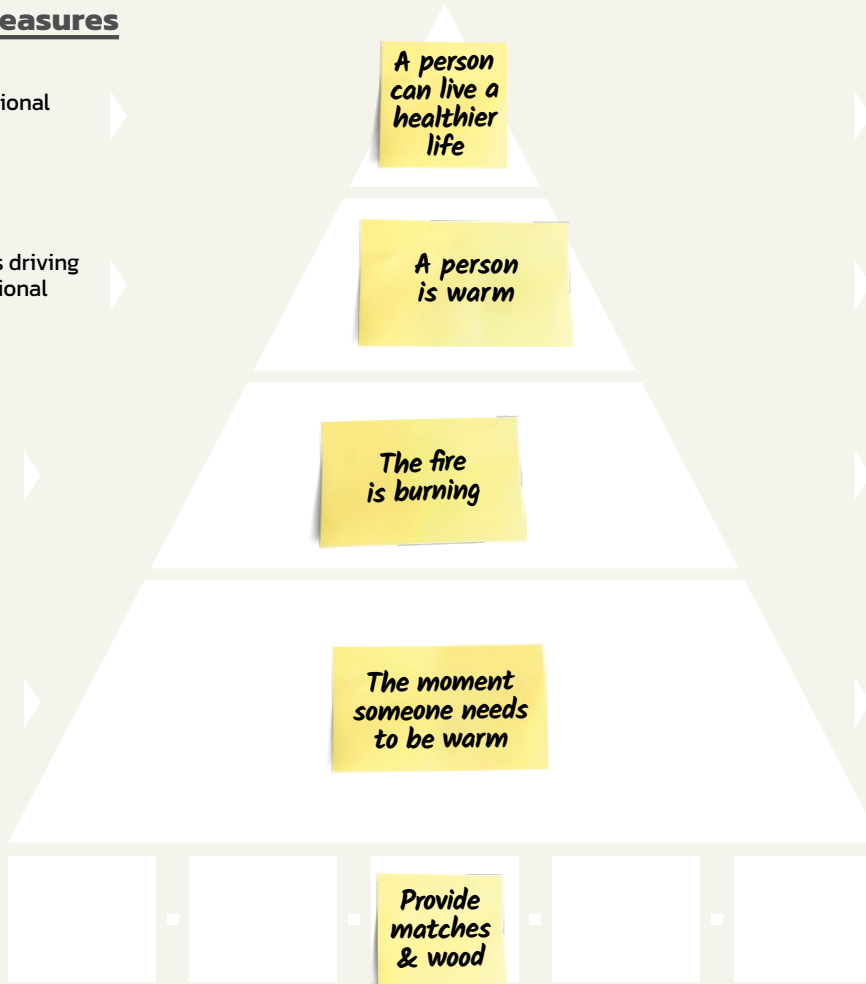 easures
ional
s driving
ional
A person
can live a
healthier
life
A person
is warm
The fire
is burning
The moment
someone needs
to be warm
Provide
matches
& wood